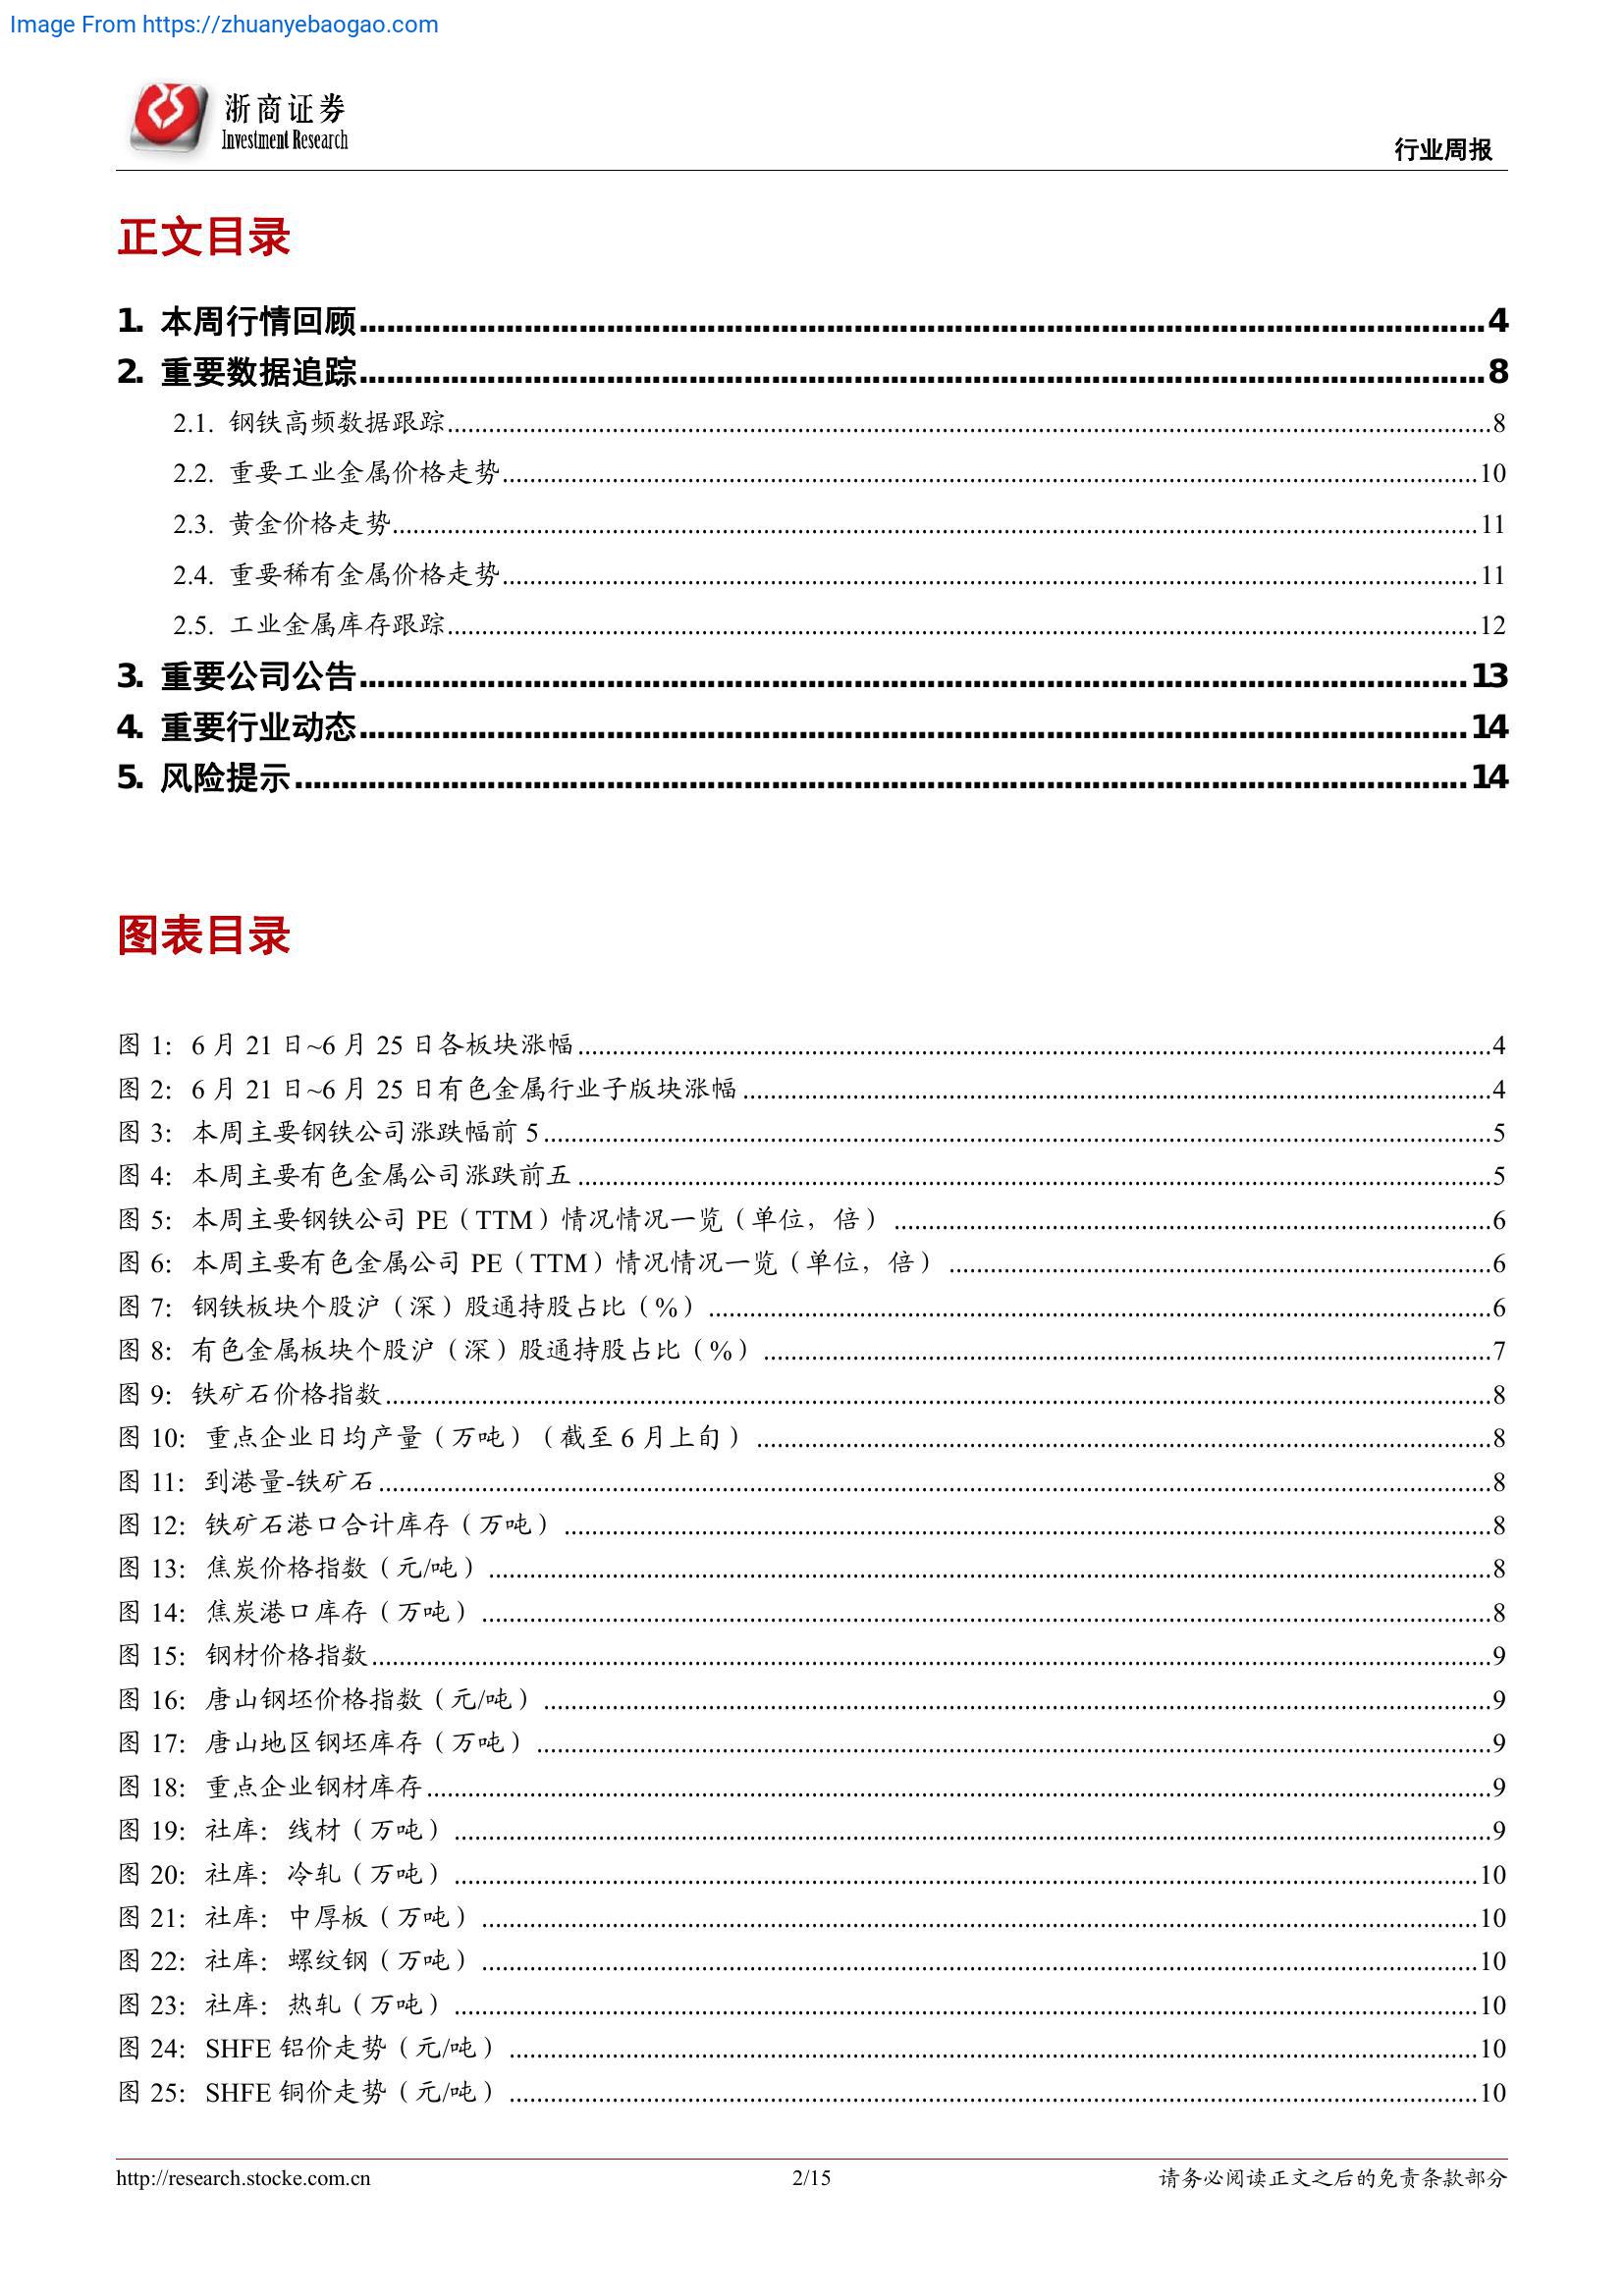 Image From https://zhuanyebaogao.com
浙商证券
Investment Research
行业周报
正文目录
1. 本周行情回顾 4
2. 重要数据追踪 8
2.1. 钢铁高频数据跟踪 8
2.2. 重要工业金属价格走势 10
2.3. 黄金价格走势 11
2.4. 重要稀有金属价格走势 11
2.5. 工业金属库存跟踪 12
3. 重要公司公告 13
4. 重要行业动态 14
5. 风险提示 14
图表目录
图 1：6 月 21 日~6 月 25 日各板块涨幅 4
图 2：6 月 21 日~6 月 25 日有色金属行业子版块涨幅 4
图 3：本周主要钢铁公司涨跌幅前 5 5
图 4：本周主要有色金属公司涨跌前五 5
图 5：本周主要钢铁公司 PE（TTM）情况情况一览（单位，倍） 6
图 6：本周主要有色金属公司 PE（TTM）情况情况一览（单位，倍） 6
图 7：钢铁板块个股沪（深）股通持股占比（%） 6
图 8：有色金属板块个股沪（深）股通持股占比（%） 7
图 9：铁矿石价格指数 8
图 10：重点企业日均产量（万吨）（截至 6 月上旬） 8
图 11：到港量-铁矿石 8
图 12：铁矿石港口合计库存（万吨） 8
图 13：焦炭价格指数（元/吨） 8
图 14：焦炭港口库存（万吨） 8
图 15：钢材价格指数 9
图 16：唐山钢坯价格指数（元/吨） 9
图 17：唐山地区钢坯库存（万吨） 9
图 18：重点企业钢材库存 9
图 19：社库：线材（万吨） 9
图 20：社库：冷轧（万吨） 10
图 21：社库：中厚板（万吨） 10
图 22：社库：螺纹钢（万吨） 10
图 23：社库：热轧（万吨） 10
图 24：SHFE 铝价走势（元/吨） 10
图 25：SHFE 铜价走势（元/吨） 10
http://research.stocke.com.cn 2/15 请务必阅读正文之后的免责条款部分